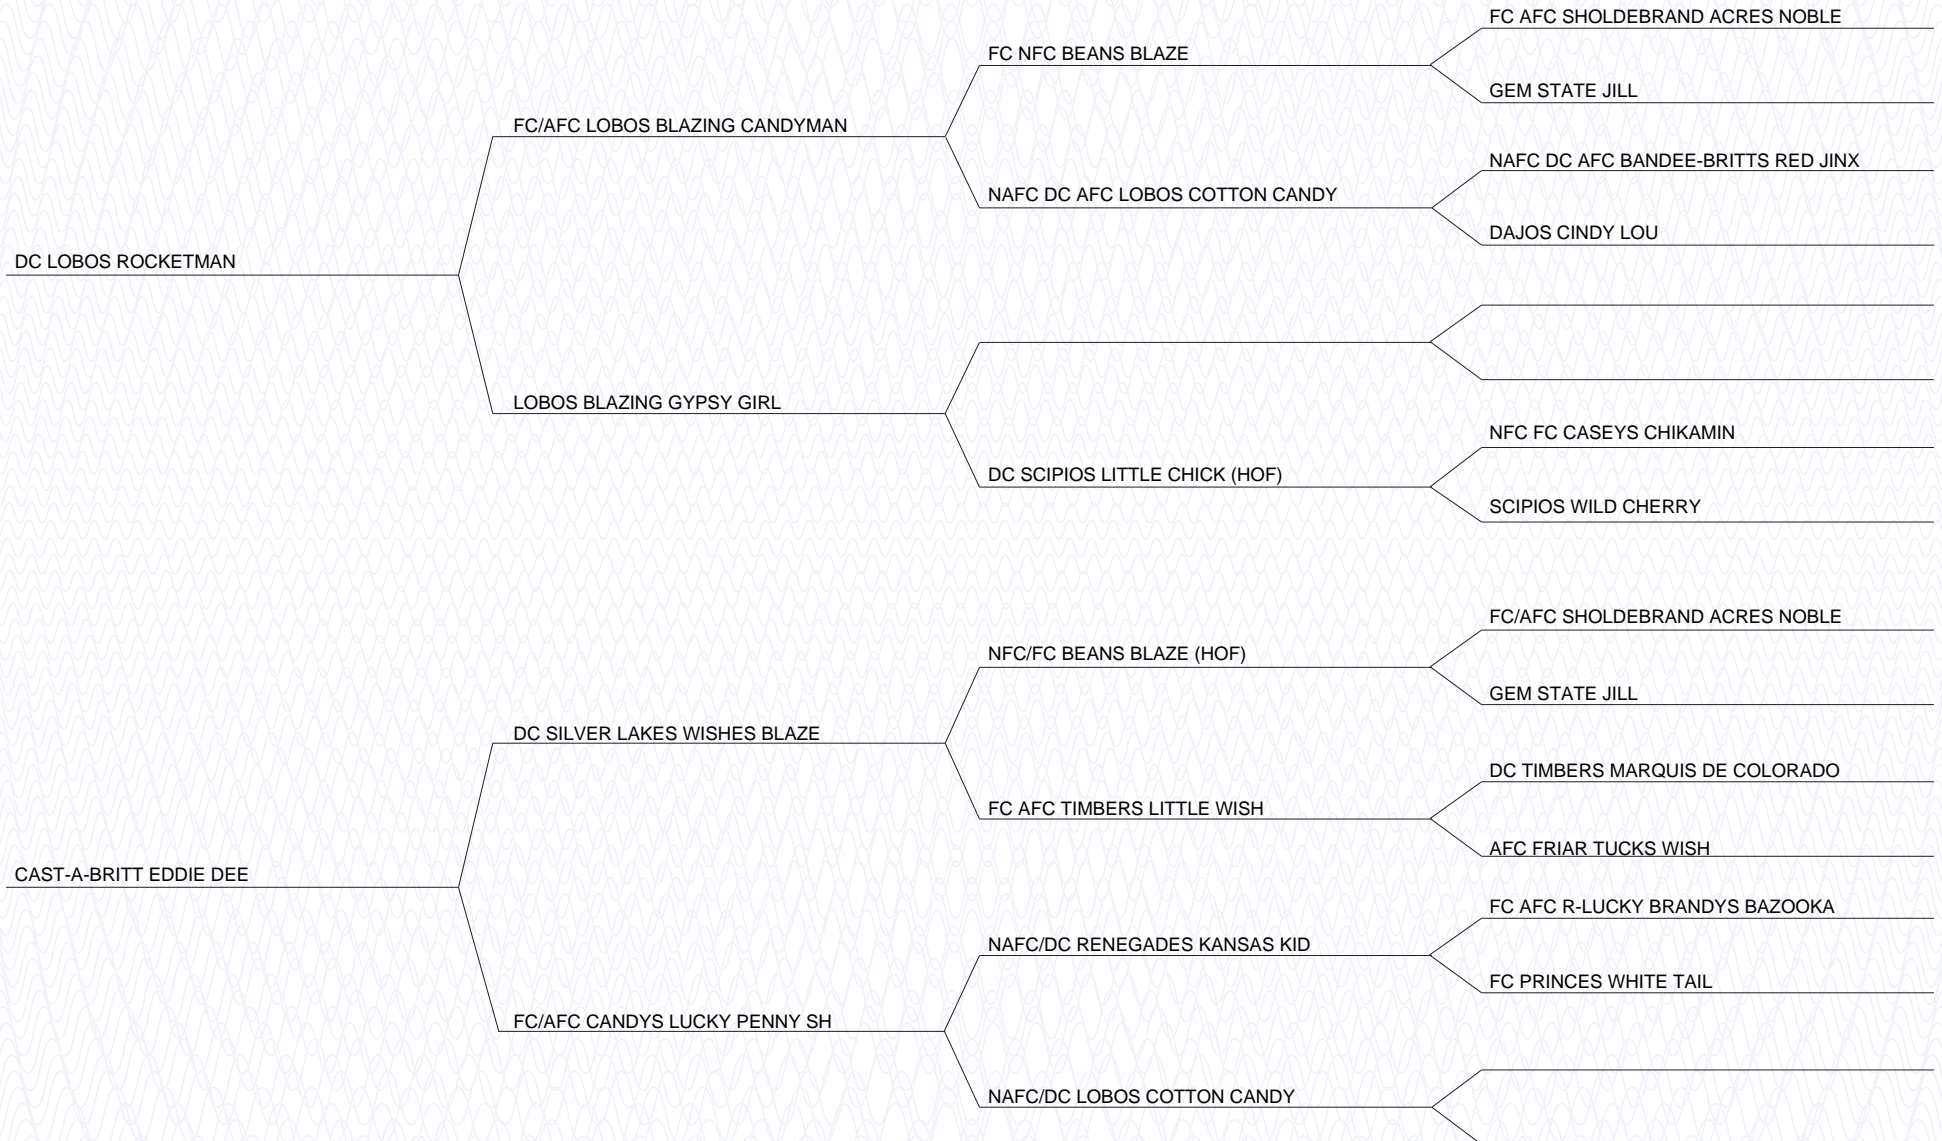 FC AFC SHOLDEBRAND ACRES NOBLE
FC NFC BEANS BLAZE
GEM STATE JILL
FC/AFC LOBOS BLAZING CANDYMAN
NAFC DC AFC BANDEE-BRITTS RED JINX
NAFC DC AFC LOBOS COTTON CANDY
DAJOS CINDY LOU
DC LOBOS ROCKETMAN
LOBOS BLAZING GYPSY GIRL
NFC FC CASEYS CHIKAMIN
DC SCIPIOS LITTLE CHICK (HOF)
SCIPIOS WILD CHERRY
FC/AFC SHOLDEBRAND ACRES NOBLE
NFC/FC BEANS BLAZE (HOF)
GEM STATE JILL
DC SILVER LAKES WISHES BLAZE
DC TIMBERS MARQUIS DE COLORADO
FC AFC TIMBERS LITTLE WISH
AFC FRIAR TUCKS WISH
CAST-A-BRITT EDDIE DEE
FC AFC R-LUCKY BRANDYS BAZOOKA
NAFC/DC RENEGADES KANSAS KID
FC PRINCES WHITE TAIL
FC/AFC CANDYS LUCKY PENNY SH
NAFC/DC LOBOS COTTON CANDY